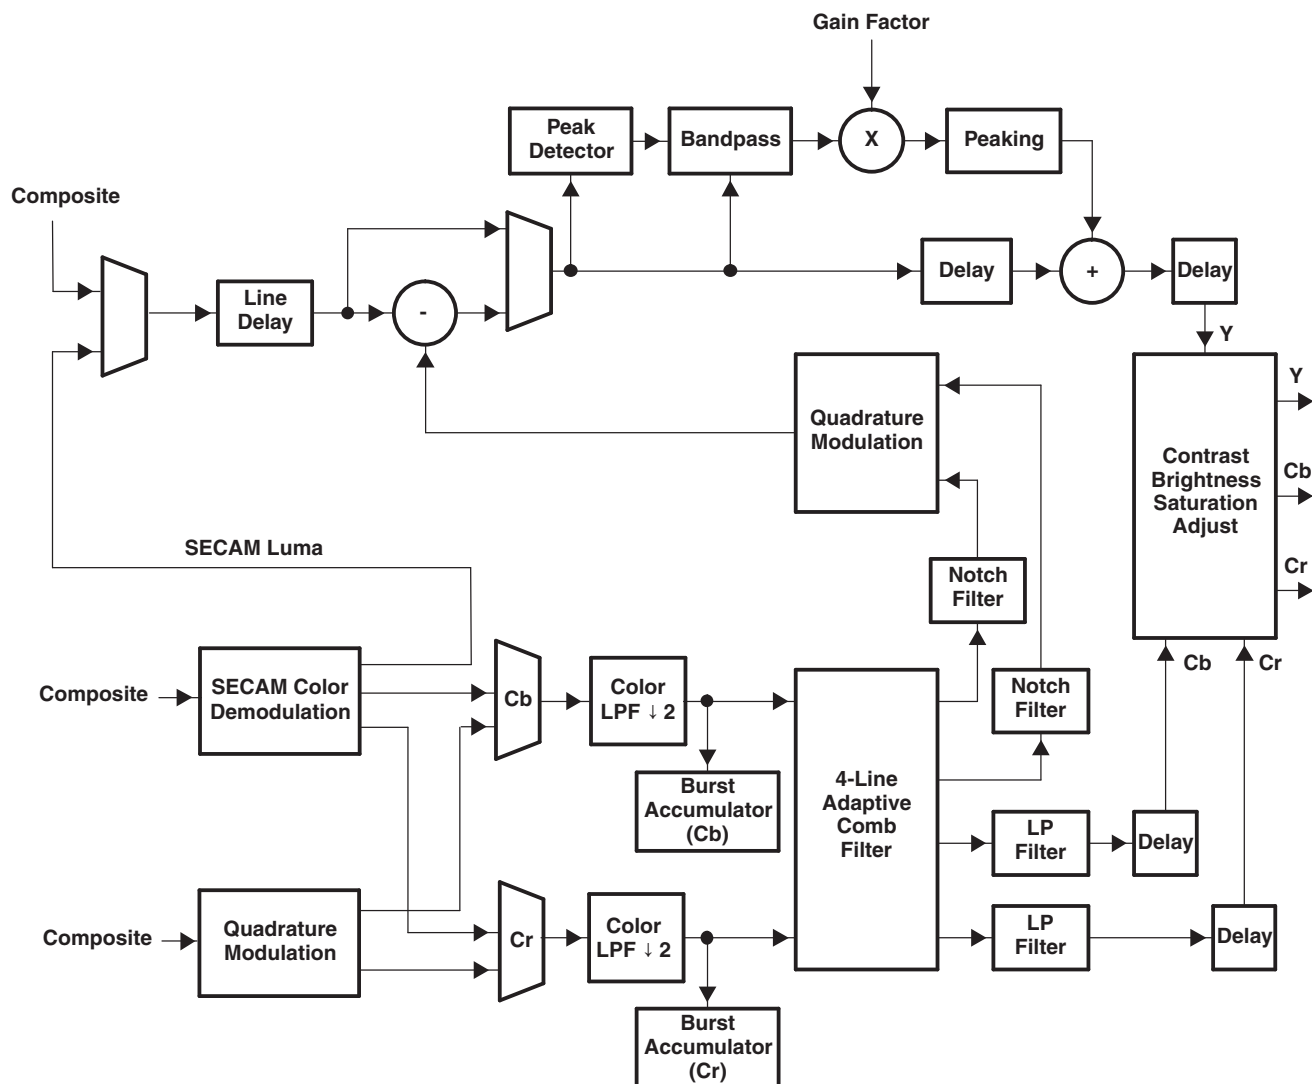 Gain Factor
Peak
Detector
Bandpass
X
Peaking
Composite
Line
Delay
-
Delay
+
Delay
Y
Quadrature
Modulation
Contrast
Brightness
Saturation
Adjust
Y
Cb
Cr
SECAM Luma
Notch
Filter
Cb
Cr
Composite
SECAM Color
Demodulation
Cb
Color
LPF ↓ 2
Notch
Filter
Burst
Accumulator
(Cb)
4-Line
Adaptive
Comb
Filter
LP
Filter
Delay
Composite
Quadrature
Modulation
Cr
Color
LPF ↓ 2
LP
Filter
Delay
Burst
Accumulator
(Cr)